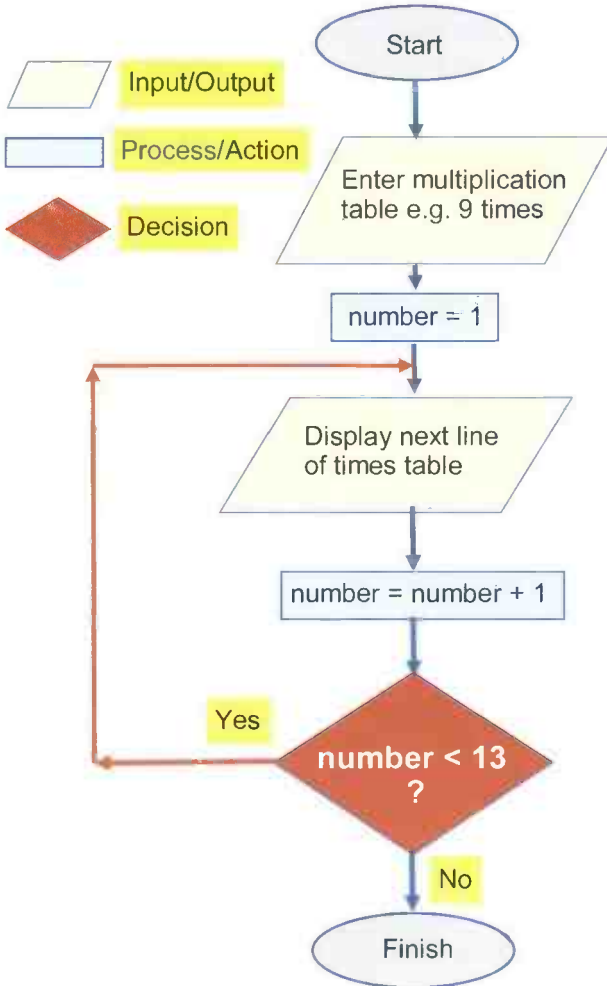 Start
Input/Output
Process/Action
Decision
Enter multiplication
table e.g. 9 times
number = 1
Display next line
of times table
number = number + 1
Yes
number < 13
?
No
Finish